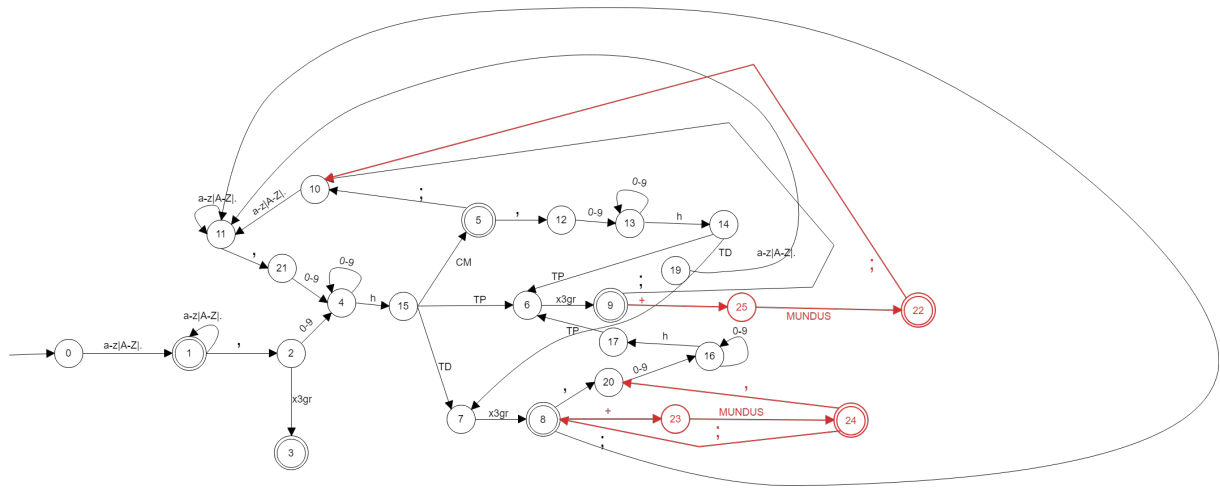 a-z|A-Z|.
10
;
a-z|A-Z|.
0-9
5
,
12
0-9
13
h
14
11
;
,
TD
a-z|A-Z|.
CM
21
0-9
0-9
TP
19
;
4
h
15
TP
6
x3gr
9
+
25
MUNDUS
22
a-z|A-Z|.
0-9
TP
17
h
0-9
0
a-z|A-Z|.
1
,
2
16
TD
0-9
20
,
,
x3gr
7
x3gr
8
+
23
MUNDUS
24
;
;
3